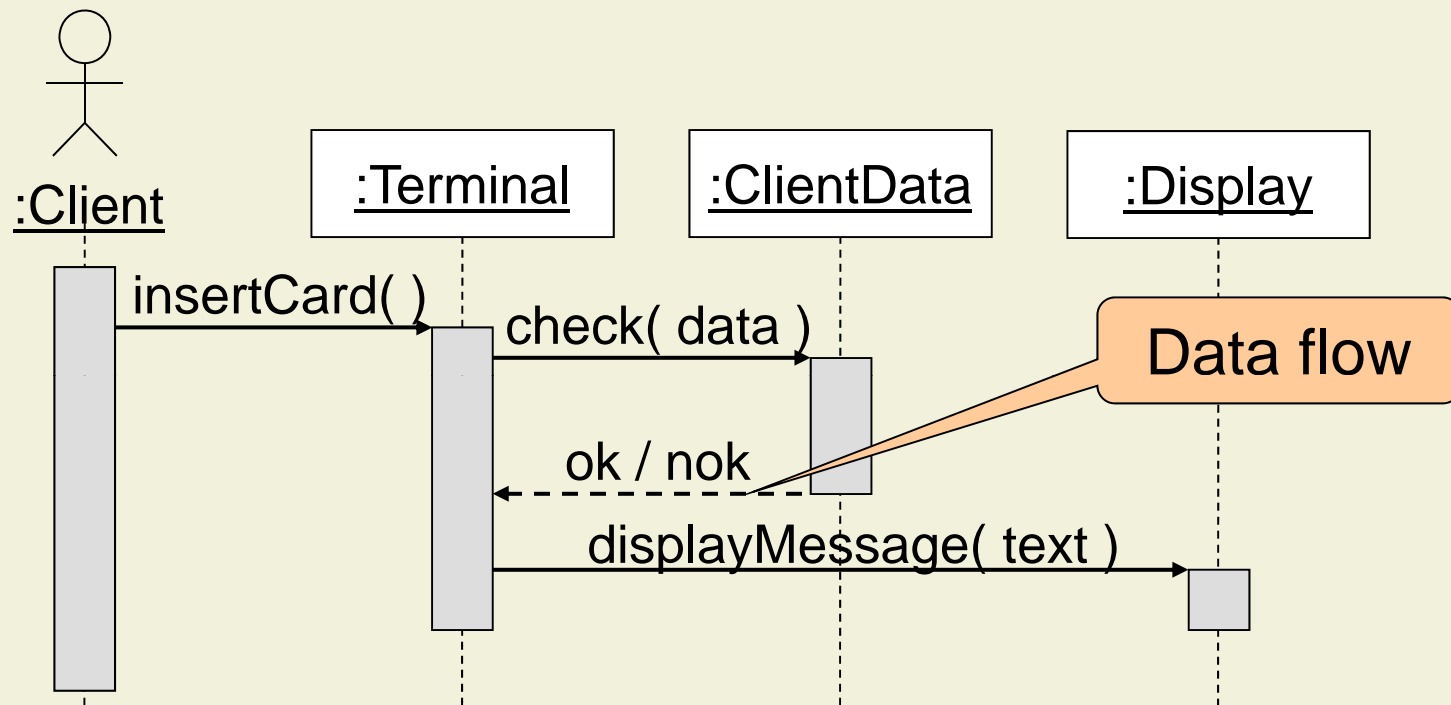 :Client
:Terminal
:ClientData
:Display
insertCard( )
check( data )
Data flow
ok / nok
displayMessage( text )